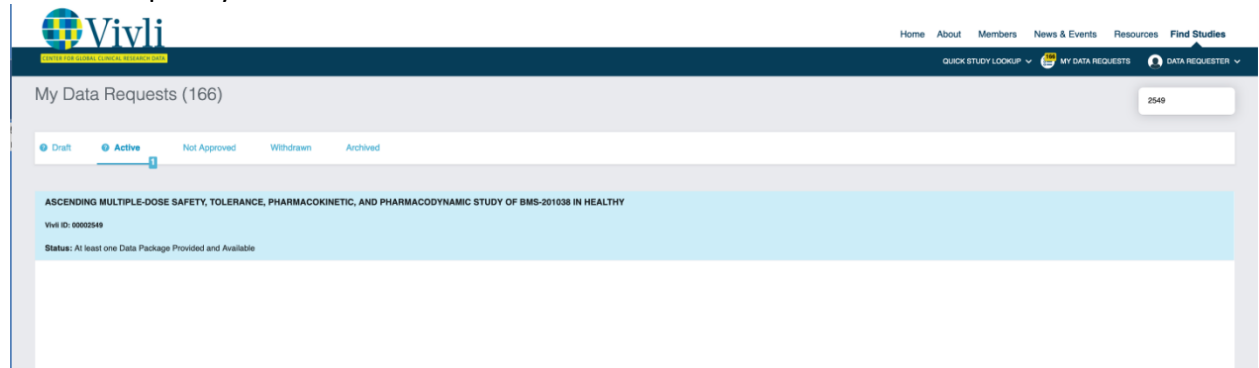 Vivli
CENTER FOR GLOBAL CLINICAL RESEARCH DATA
Home About Members News & Events Resources Find Studies
QUICK STUDY LOOKUP 166 MY DATA REQUESTS DATA REQUESTER
My Data Requests (166)
2549
Draft Active Not Approved Withdrawn Archived
1
ASCENDING MULTIPLE-DOSE SAFETY, TOLERANCE, PHARMACOKINETIC, AND PHARMACODYNAMIC STUDY OF BMS-201038 IN HEALTHY
Vivli ID: 00002549
Status: At least one Data Package Provided and Available